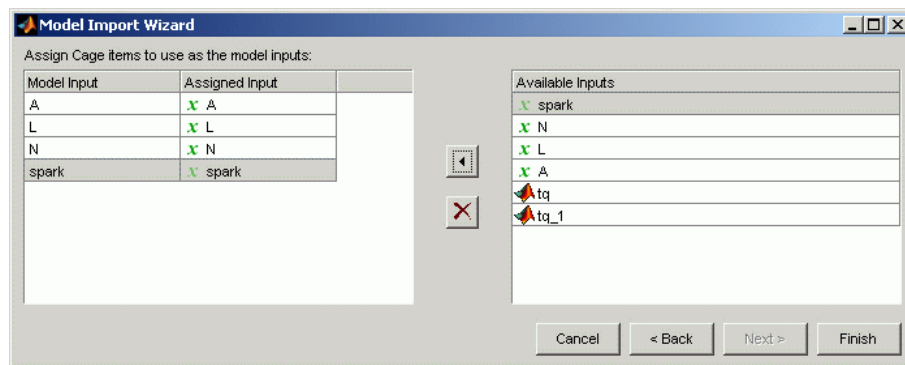 Model Import Wizard
Assign Cage items to use as the model inputs:
Model Input Assigned Input
A x A
L x L
N x N
spark x spark
Available Inputs
x spark
x N
x L
x A
tq
tq_1
Cancel < Back Next > Finish